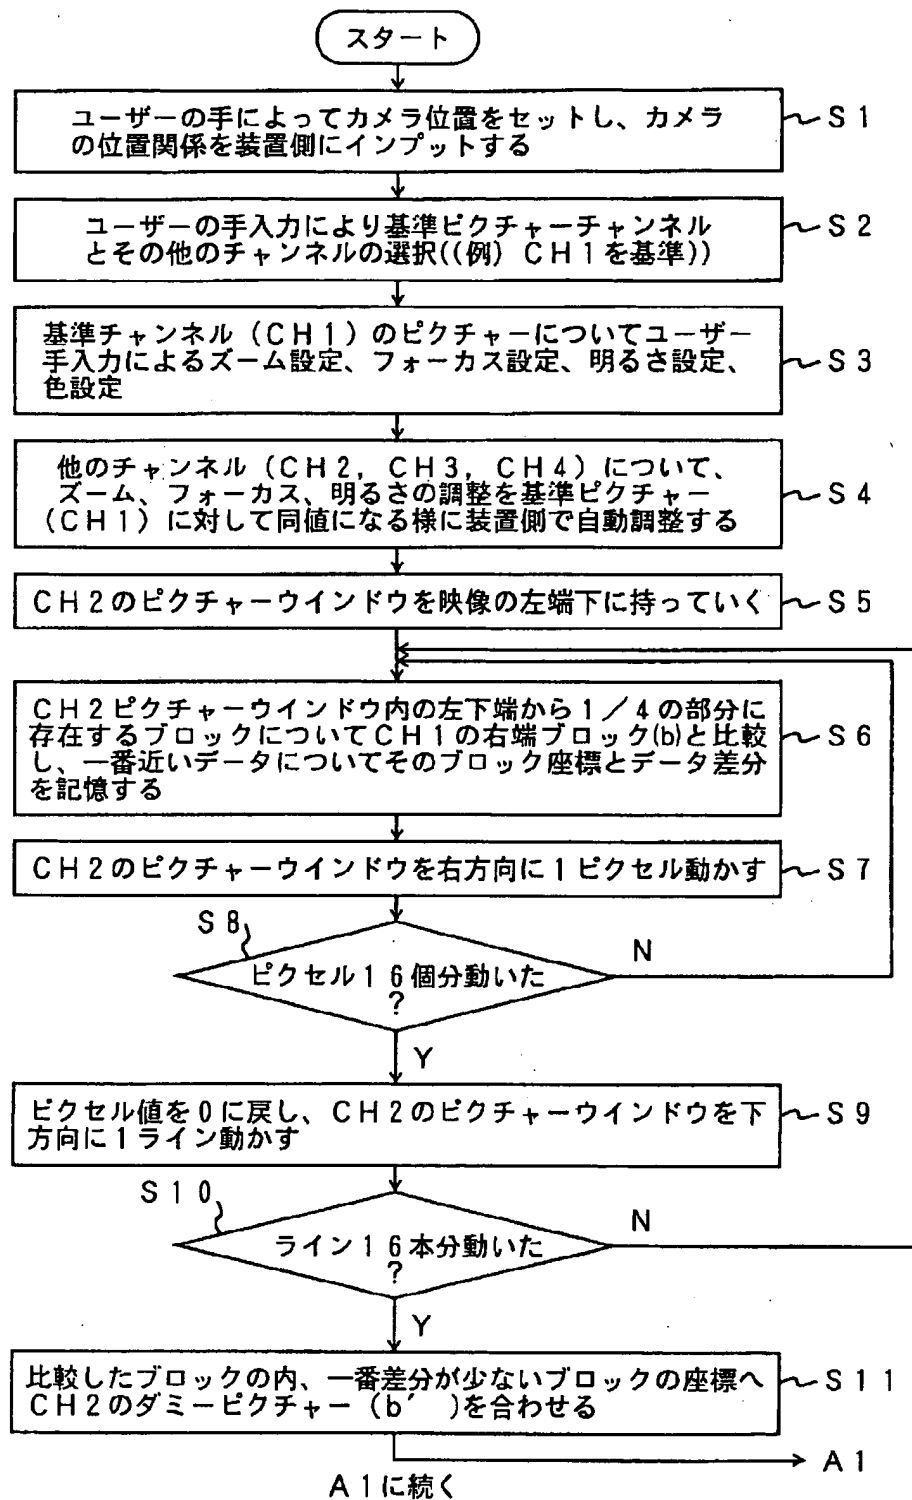 スタート
ユーザーの手によってカメラ位置をセットし、カメラ
の位置関係を装置側にインプットする
S1
ユーザーの手入力により基準ピクチャーチャンネル
とその他のチャンネルの選択((例) CH1を基準))
S2
基準チャンネル(CH1)のピクチャーについてユーザー
手入力によるズーム設定、フォーカス設定、明るさ設定、
色設定
S3
他のチャンネル(CH2, CH3, CH4)について、
ズーム、フォーカス、明るさの調整を基準ピクチャー
(CH1)に対して同値になる様に装置側で自動調整する
S4
CH2のピクチャーウインドウを映像の左端下に持っていく
S5
CH2ピクチャーウインドウ内の左下端から1/4の部分に
存在するブロックについてCH1の右端ブロック(b)と比較
し、一番近いデータについてそのブロック座標とデータ差分
を記憶する
S6
CH2のピクチャーウインドウを右方向に1ピクセル動かす
S7
S8
ピクセル16個分動いた
?
N
Y
ピクセル値を0に戻し、CH2のピクチャーウインドウを下
方向に1ライン動かす
S9
S10
ライン16本分動いた
?
N
Y
比較したブロックの内、一番差分が少ないブロックの座標へ
CH2のダミーピクチャー(b′ )を合わせる
S11
A1
A1に続く